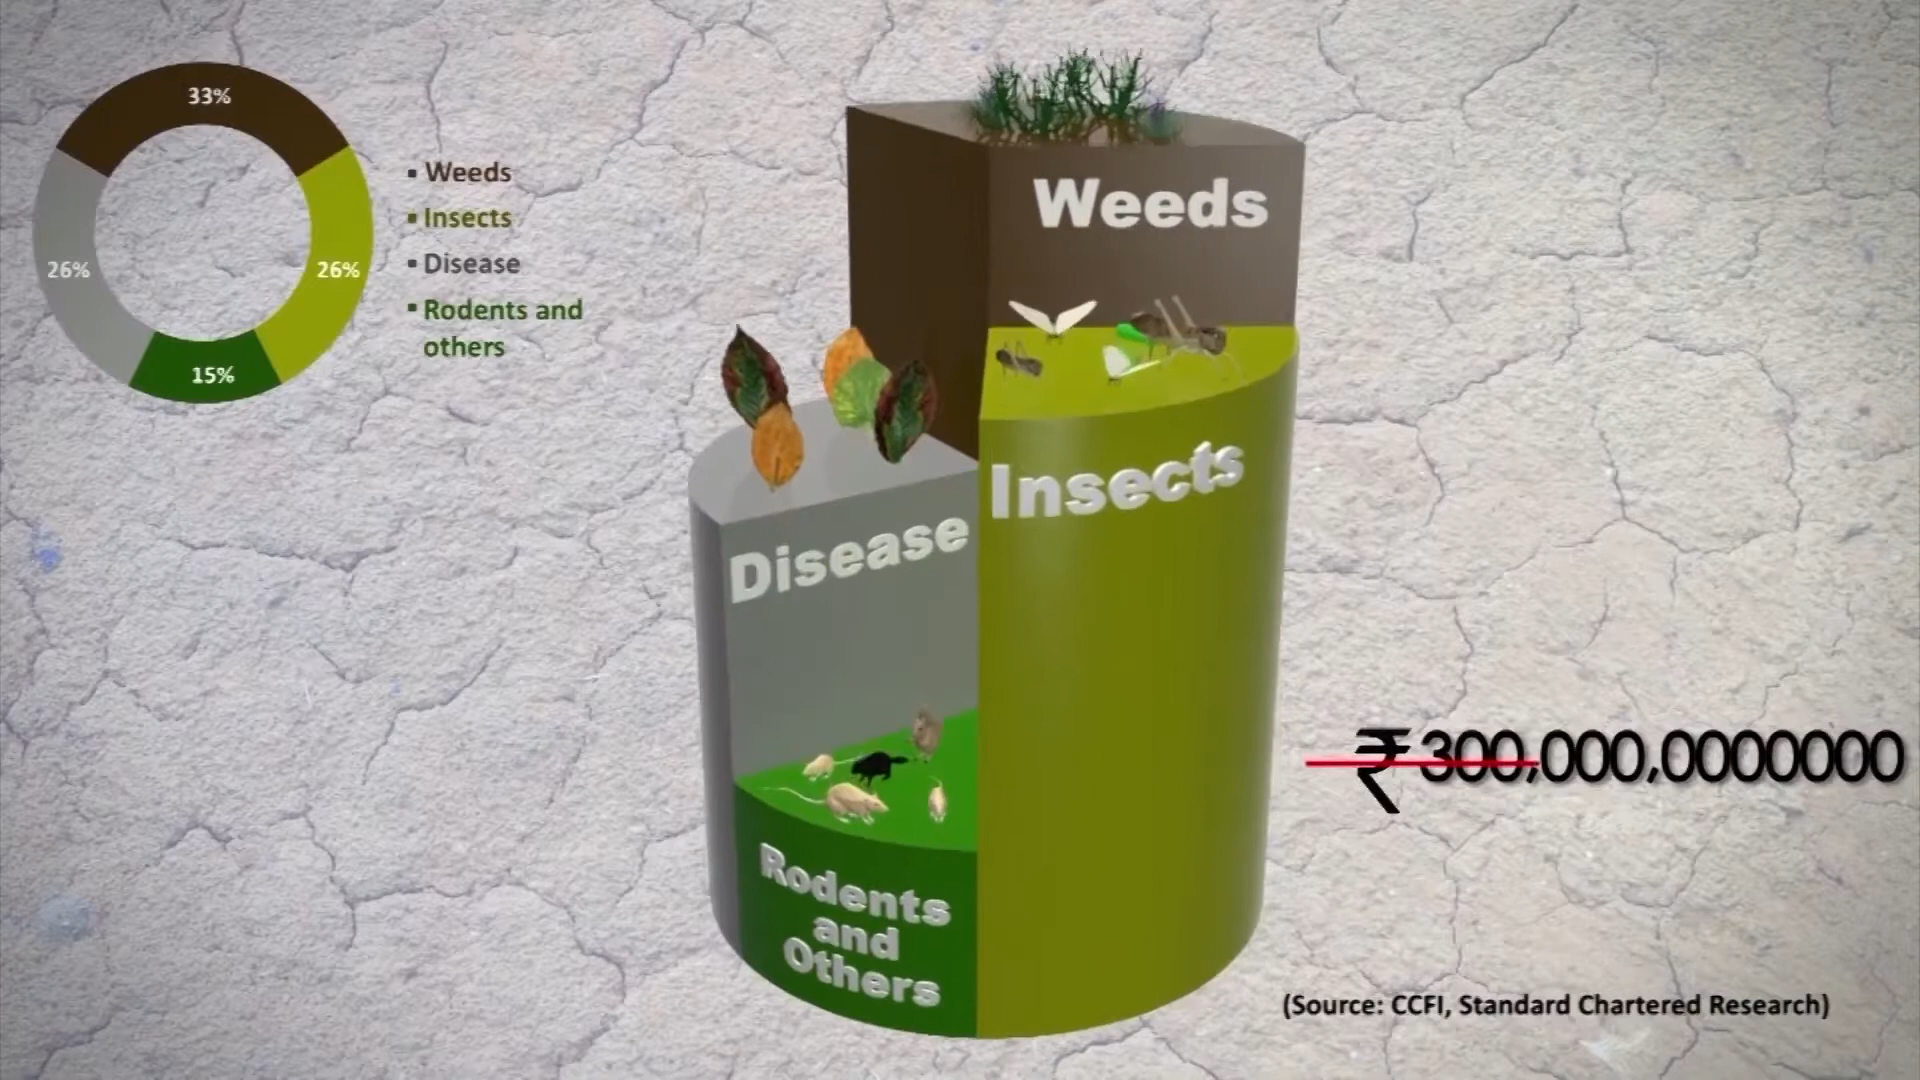 33%
26%
26%
15%
▪ Weeds
▪ Insects
▪ Disease
▪ Rodents and
others
Weeds
Insects
Disease
Rodents
and
Others
₹ 300,000,0000000
(Source: CCFI, Standard Chartered Research)